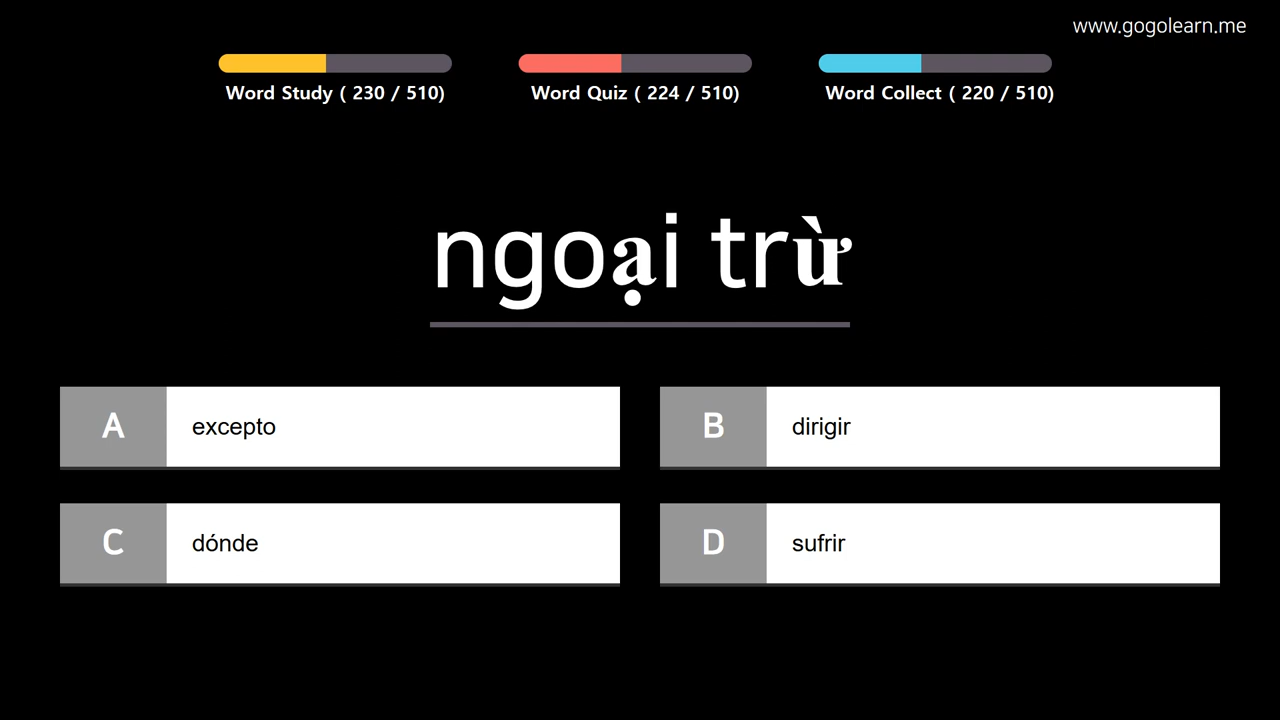 www.gogolearn.me
Word Study ( 230 / 510)
Word Quiz ( 224 / 510)
Word Collect ( 220 / 510)
ngoại trừ
A excepto
B dirigir
C dónde
D sufrir